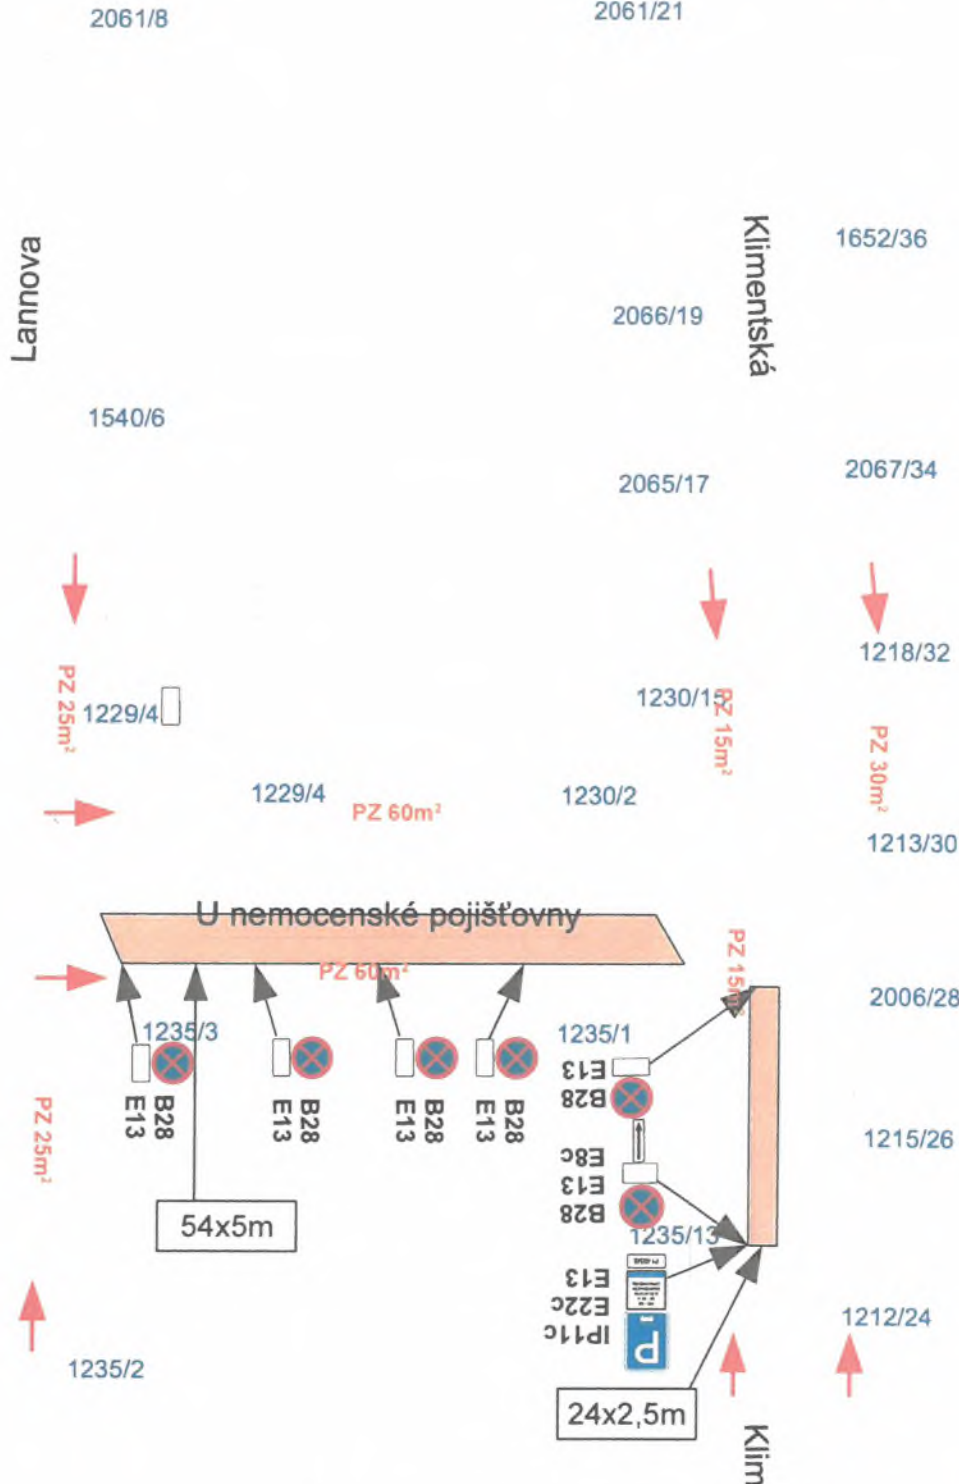 2061/8
2061/21
Lannova
Klimentská
1652/36
2066/19
1540/6
2065/17
2067/34
1218/32
PZ 25m²
1229/4
1230/15
PZ 15m²
PZ 30m²
1229/4
PZ 60m²
1230/2
1213/30
U nemocenské pojišťovny
PZ 60m²
PZ 15m²
2006/28
1235/3
1235/1
E13
B28
E13
B28
E13
B28
E13
B28
E13
B28
PZ 25m²
1215/26
E8c
E13
B28
54x5m
1235/13
E13
E22c
IP11c
P
1212/24
1235/2
24x2,5m
Klim